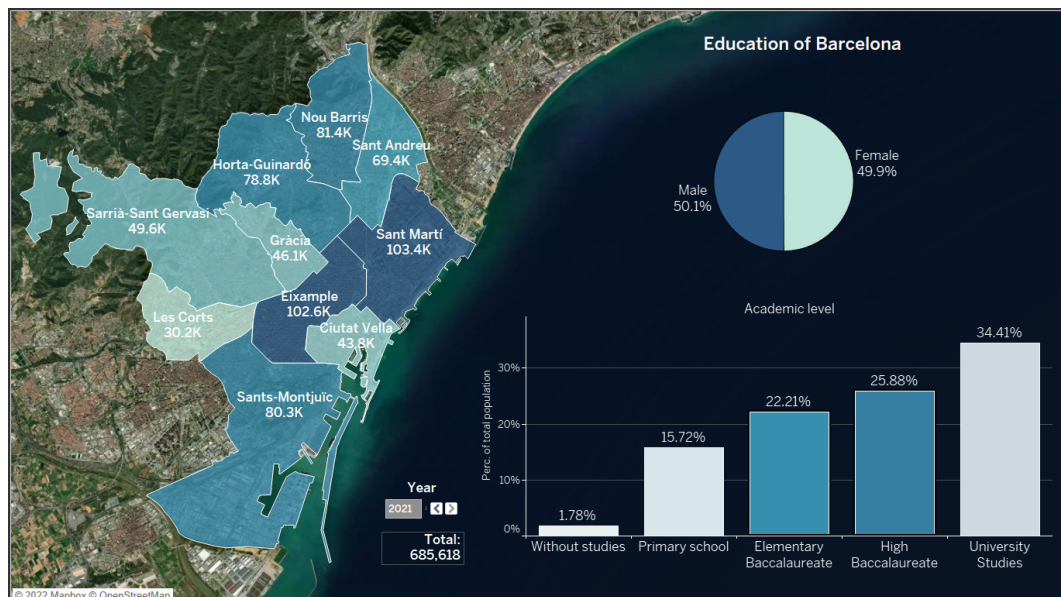 Education of Barcelona
Nou Barris
81.4K
Sant Andreu
69.4K
Horta-Guinardó
78.8K
Sarrià-Sant Gervasi
49.6K
Gràcia
46.1K
Sant Martí
103.4K
Eixample
102.6K
Les Corts
30.2K
Ciutat Vella
43.8K
Sants-Montjuïc
80.3K
Year
2021
Total:
685,618
© 2022 Mapbox © OpenStreetMap
Male
50.1%
Female
49.9%
Academic level
Perc. of total population
30%
20%
10%
0%
1.78%
15.72%
22.21%
25.88%
34.41%
Without studies
Primary school
Elementary
Baccalaureate
High
Baccalaureate
University
Studies